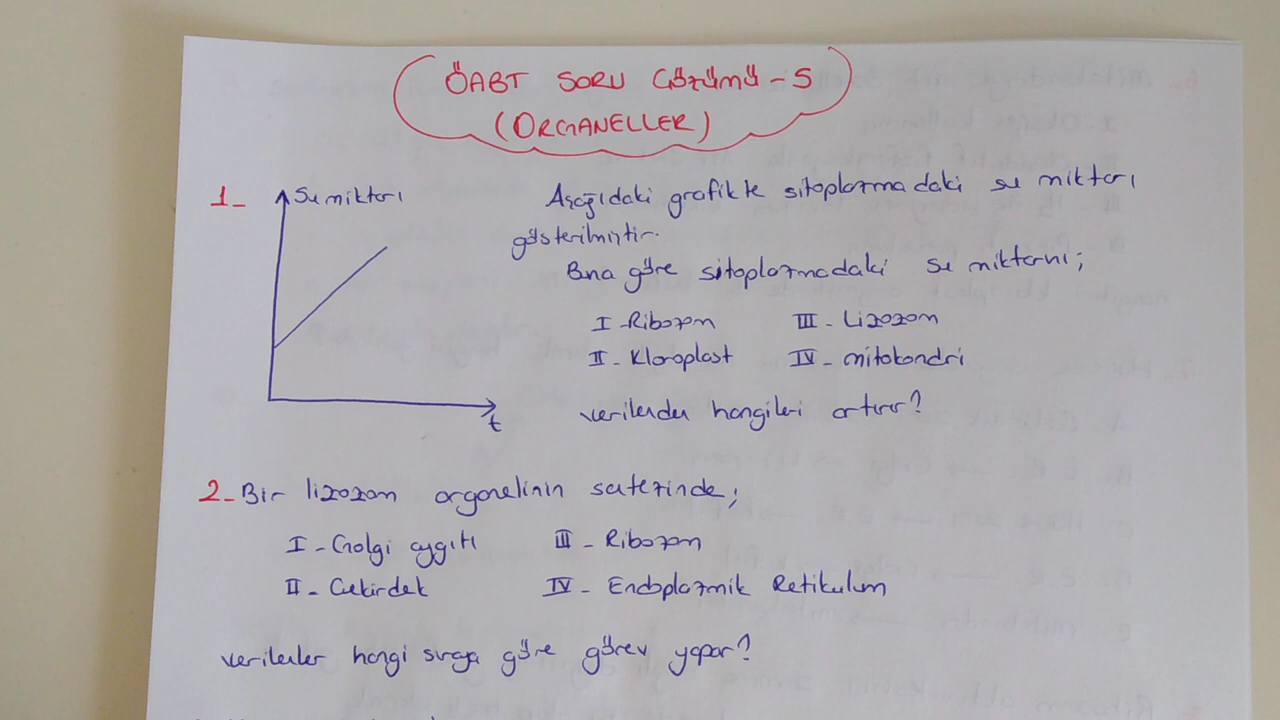 ÖABT SORU ÇÖZÜMÜ-5
(ORGANELLER)
1- Su miktarı
t
Aşağıdaki grafikte sitoplazmadaki su miktarı
gösterilmiştir.
Buna göre sitoplazmadaki su miktarını;
I-Ribozom III-Lizozom
II-Kloroplast IV-mitokondri
verilerden hangileri artırır?
2-Bir lizozom organelinin sentezinde;
I-Golgi aygıtı III-Ribozom
II-Çekirdek IV-Endoplazmik Retikulum
verilenler hangi sıraya göre görev yapar?